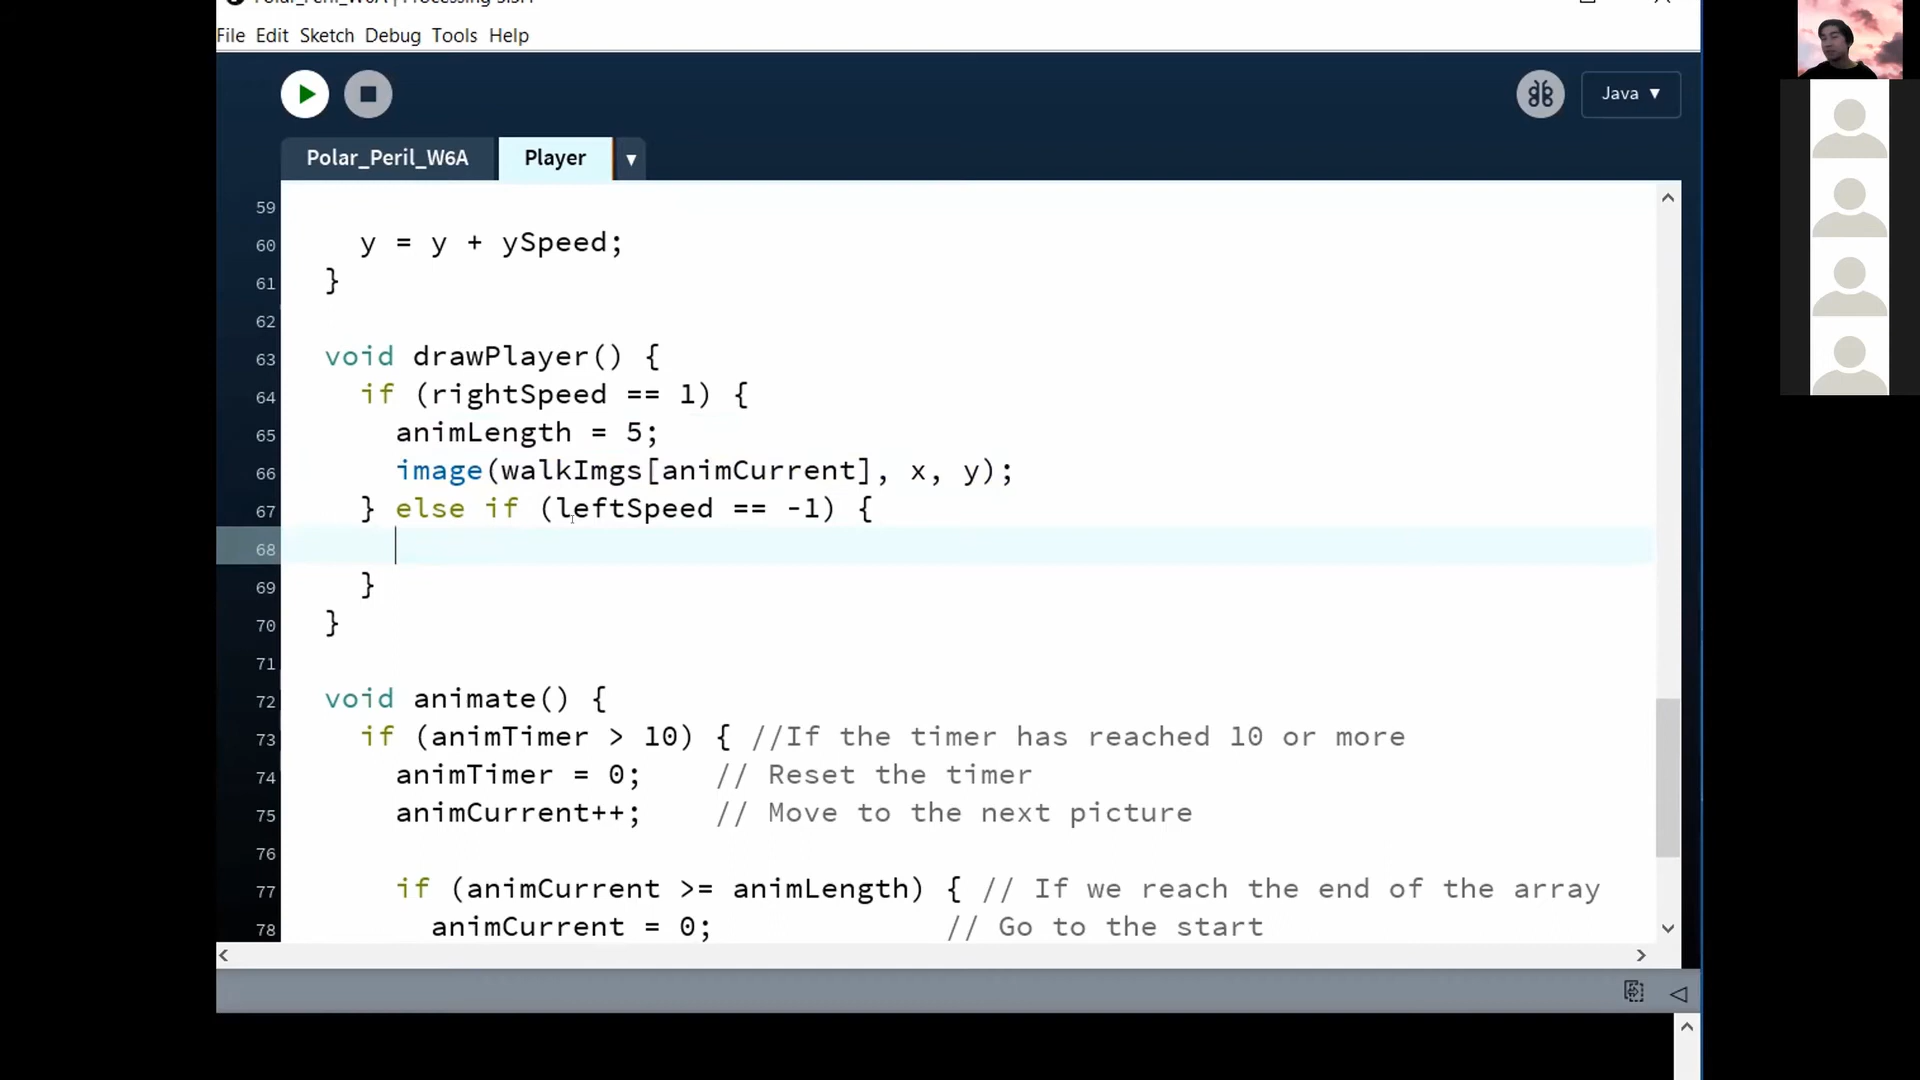 File Edit Sketch Debug Tools Help
Java ▼
Polar_Peril_W6A Player ▼
59
60 y = y + ySpeed;
61 }
62
63 void drawPlayer() {
64 if (rightSpeed == 1) {
65 animLength = 5;
66 image(walkImgs[animCurrent], x, y);
67 } else if (leftSpeed == -1) {
68
69 }
70 }
71
72 void animate() {
73 if (animTimer > 10) { //If the timer has reached 10 or more
74 animTimer = 0; // Reset the timer
75 animCurrent++; // Move to the next picture
76
77 if (animCurrent >= animLength) { // If we reach the end of the array
78 animCurrent = 0; // Go to the start